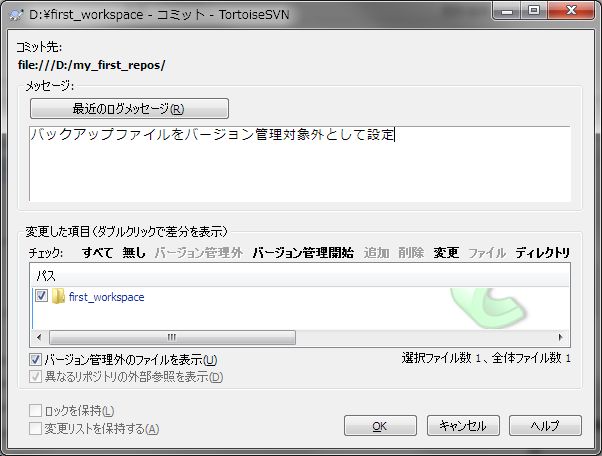 D:¥first_workspace - コミット - TortoiseSVN
コミット先:
file:///D:/my_first_repos/
メッセージ:
最近のログメッセージ(R)
バックアップファイルをバージョン管理対象外として設定
変更した項目(ダブルクリックで差分を表示)
チェック: すべて 無し バージョン管理外 バージョン管理開始 追加 削除 変更 ファイル ディレクトリ
パス
first_workspace
バージョン管理外のファイルを表示(U) 選択ファイル数 1、全体ファイル数 1
異なるリポジトリの外部参照を表示(D)
ロックを保持(L)
変更リストを保持する(A)
OK キャンセル ヘルプ